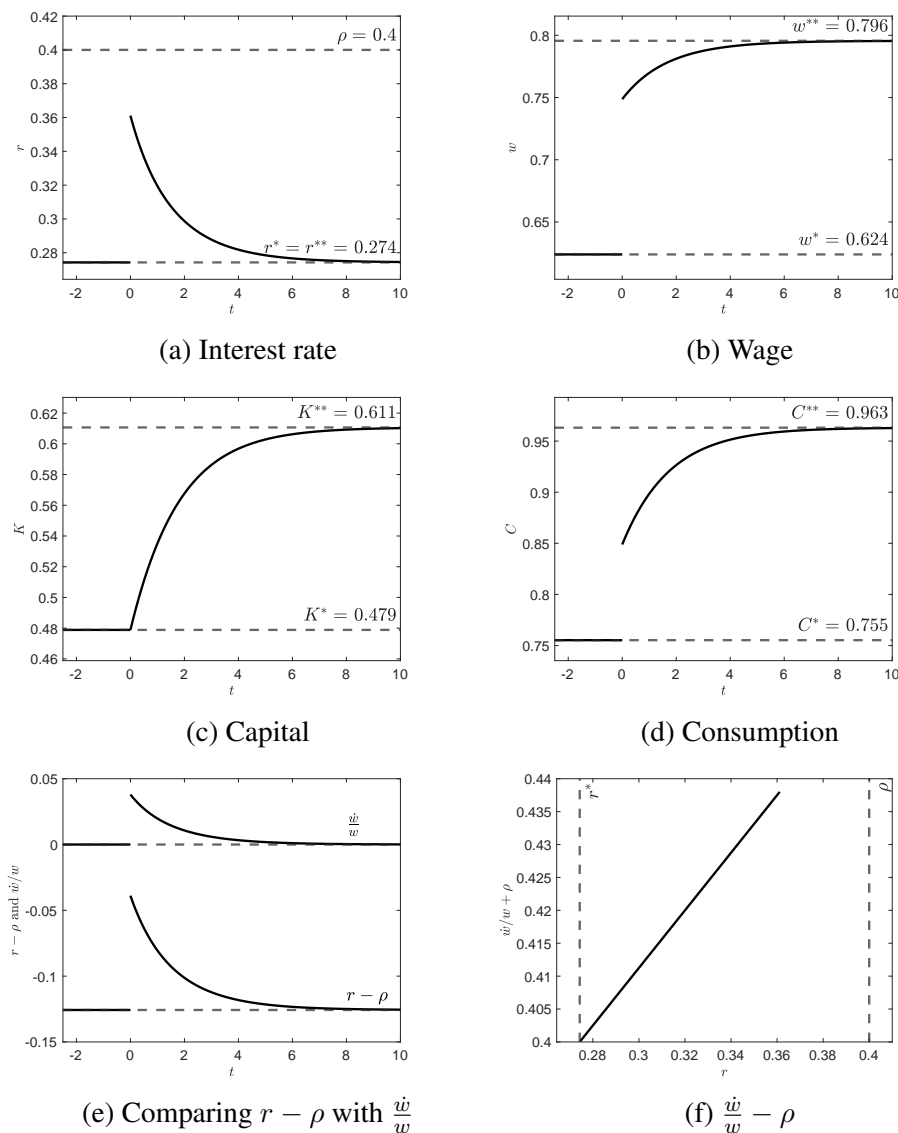 0.42
ρ = 0.4
0.4
0.38
0.36
0.34
r
0.32
0.3
r* = r** = 0.274
0.28
-2 0 2 4 6 8 10
t
(a) Interest rate
w** = 0.796
0.8
0.75
w
0.7
0.65
w* = 0.624
-2 0 2 4 6 8 10
t
(b) Wage
K** = 0.611
0.62
0.6
0.58
0.56
0.54
K
0.52
0.5
K* = 0.479
0.48
0.46
-2 0 2 4 6 8 10
t
(c) Capital
C** = 0.963
0.95
0.9
C
0.85
0.8
C* = 0.755
0.75
-2 0 2 4 6 8 10
t
(d) Consumption
0.05
ẇ/w
0
r − ρ and ẇ/w
-0.05
-0.1
r − ρ
-0.15
-2 0 2 4 6 8 10
t
(e) Comparing r − ρ with ẇ/w
0.44
r*
ρ
0.435
0.43
0.425
ẇ/w + ρ
0.42
0.415
0.41
0.405
0.4
0.28 0.3 0.32 0.34 0.36 0.38 0.4
r
(f) ẇ/w − ρ